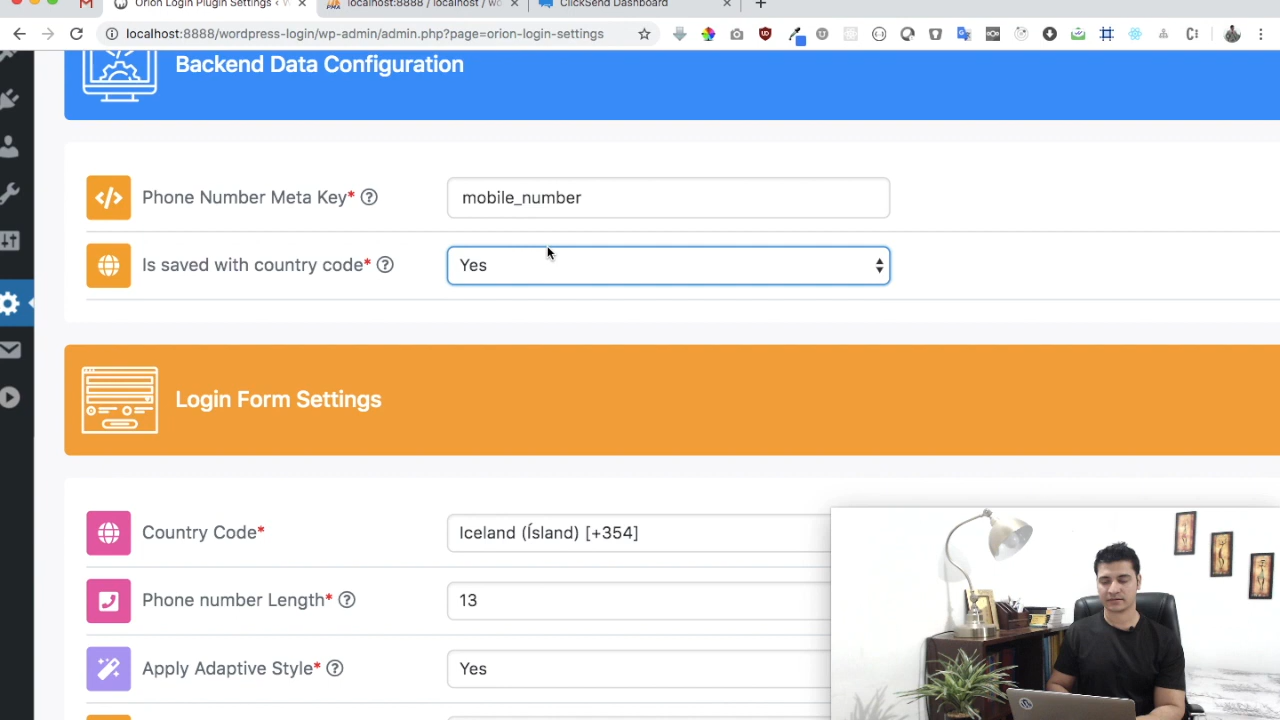 Orion Login Plugin Settings ‹ W
localhost:8888 / localhost / wo
ClickSend Dashboard
localhost:8888/wordpress-login/wp-admin/admin.php?page=orion-login-settings
Backend Data Configuration
Phone Number Meta Key*
mobile_number
Is saved with country code*
Yes
Login Form Settings
Country Code*
Iceland (Ísland) [+354]
Phone number Length*
13
Apply Adaptive Style*
Yes